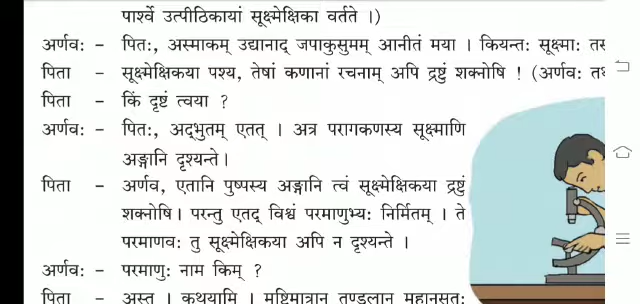 पार्श्वे उत्पीठिकायां सूक्ष्मेक्षिका वर्तते ।)
अर्णव: - पित:, अस्माकम् उद्यानाद् जपाकुसुमम् आनीतं मया । कियन्त: सूक्ष्मा:
पिता - सूक्ष्मेक्षिकया पश्य, तेषां कणानां रचनाम् अपि द्रष्टुं शक्नोषि ! (अर्णव:
पिता - किं दृष्टं त्वया ?
अर्णव: - पित:, अद्भुतम् एतत् । अत्र परागकणस्य सूक्ष्माणि
अङ्गानि दृश्यन्ते।
पिता - अर्णव, एतानि पुष्पस्य अङ्गानि त्वं सूक्ष्मेक्षिकया द्रष्टुं
शक्नोषि। परन्तु एतद् विश्वं परमाणुभ्य: निर्मितम् । ते
परमाणव: तु सूक्ष्मेक्षिकया अपि न दृश्यन्ते ।
अर्णव: - परमाणु: नाम किम् ?
पिता - अस्तु । कथयामि । मुष्टिमात्रान् तण्डुलान् महानसत: